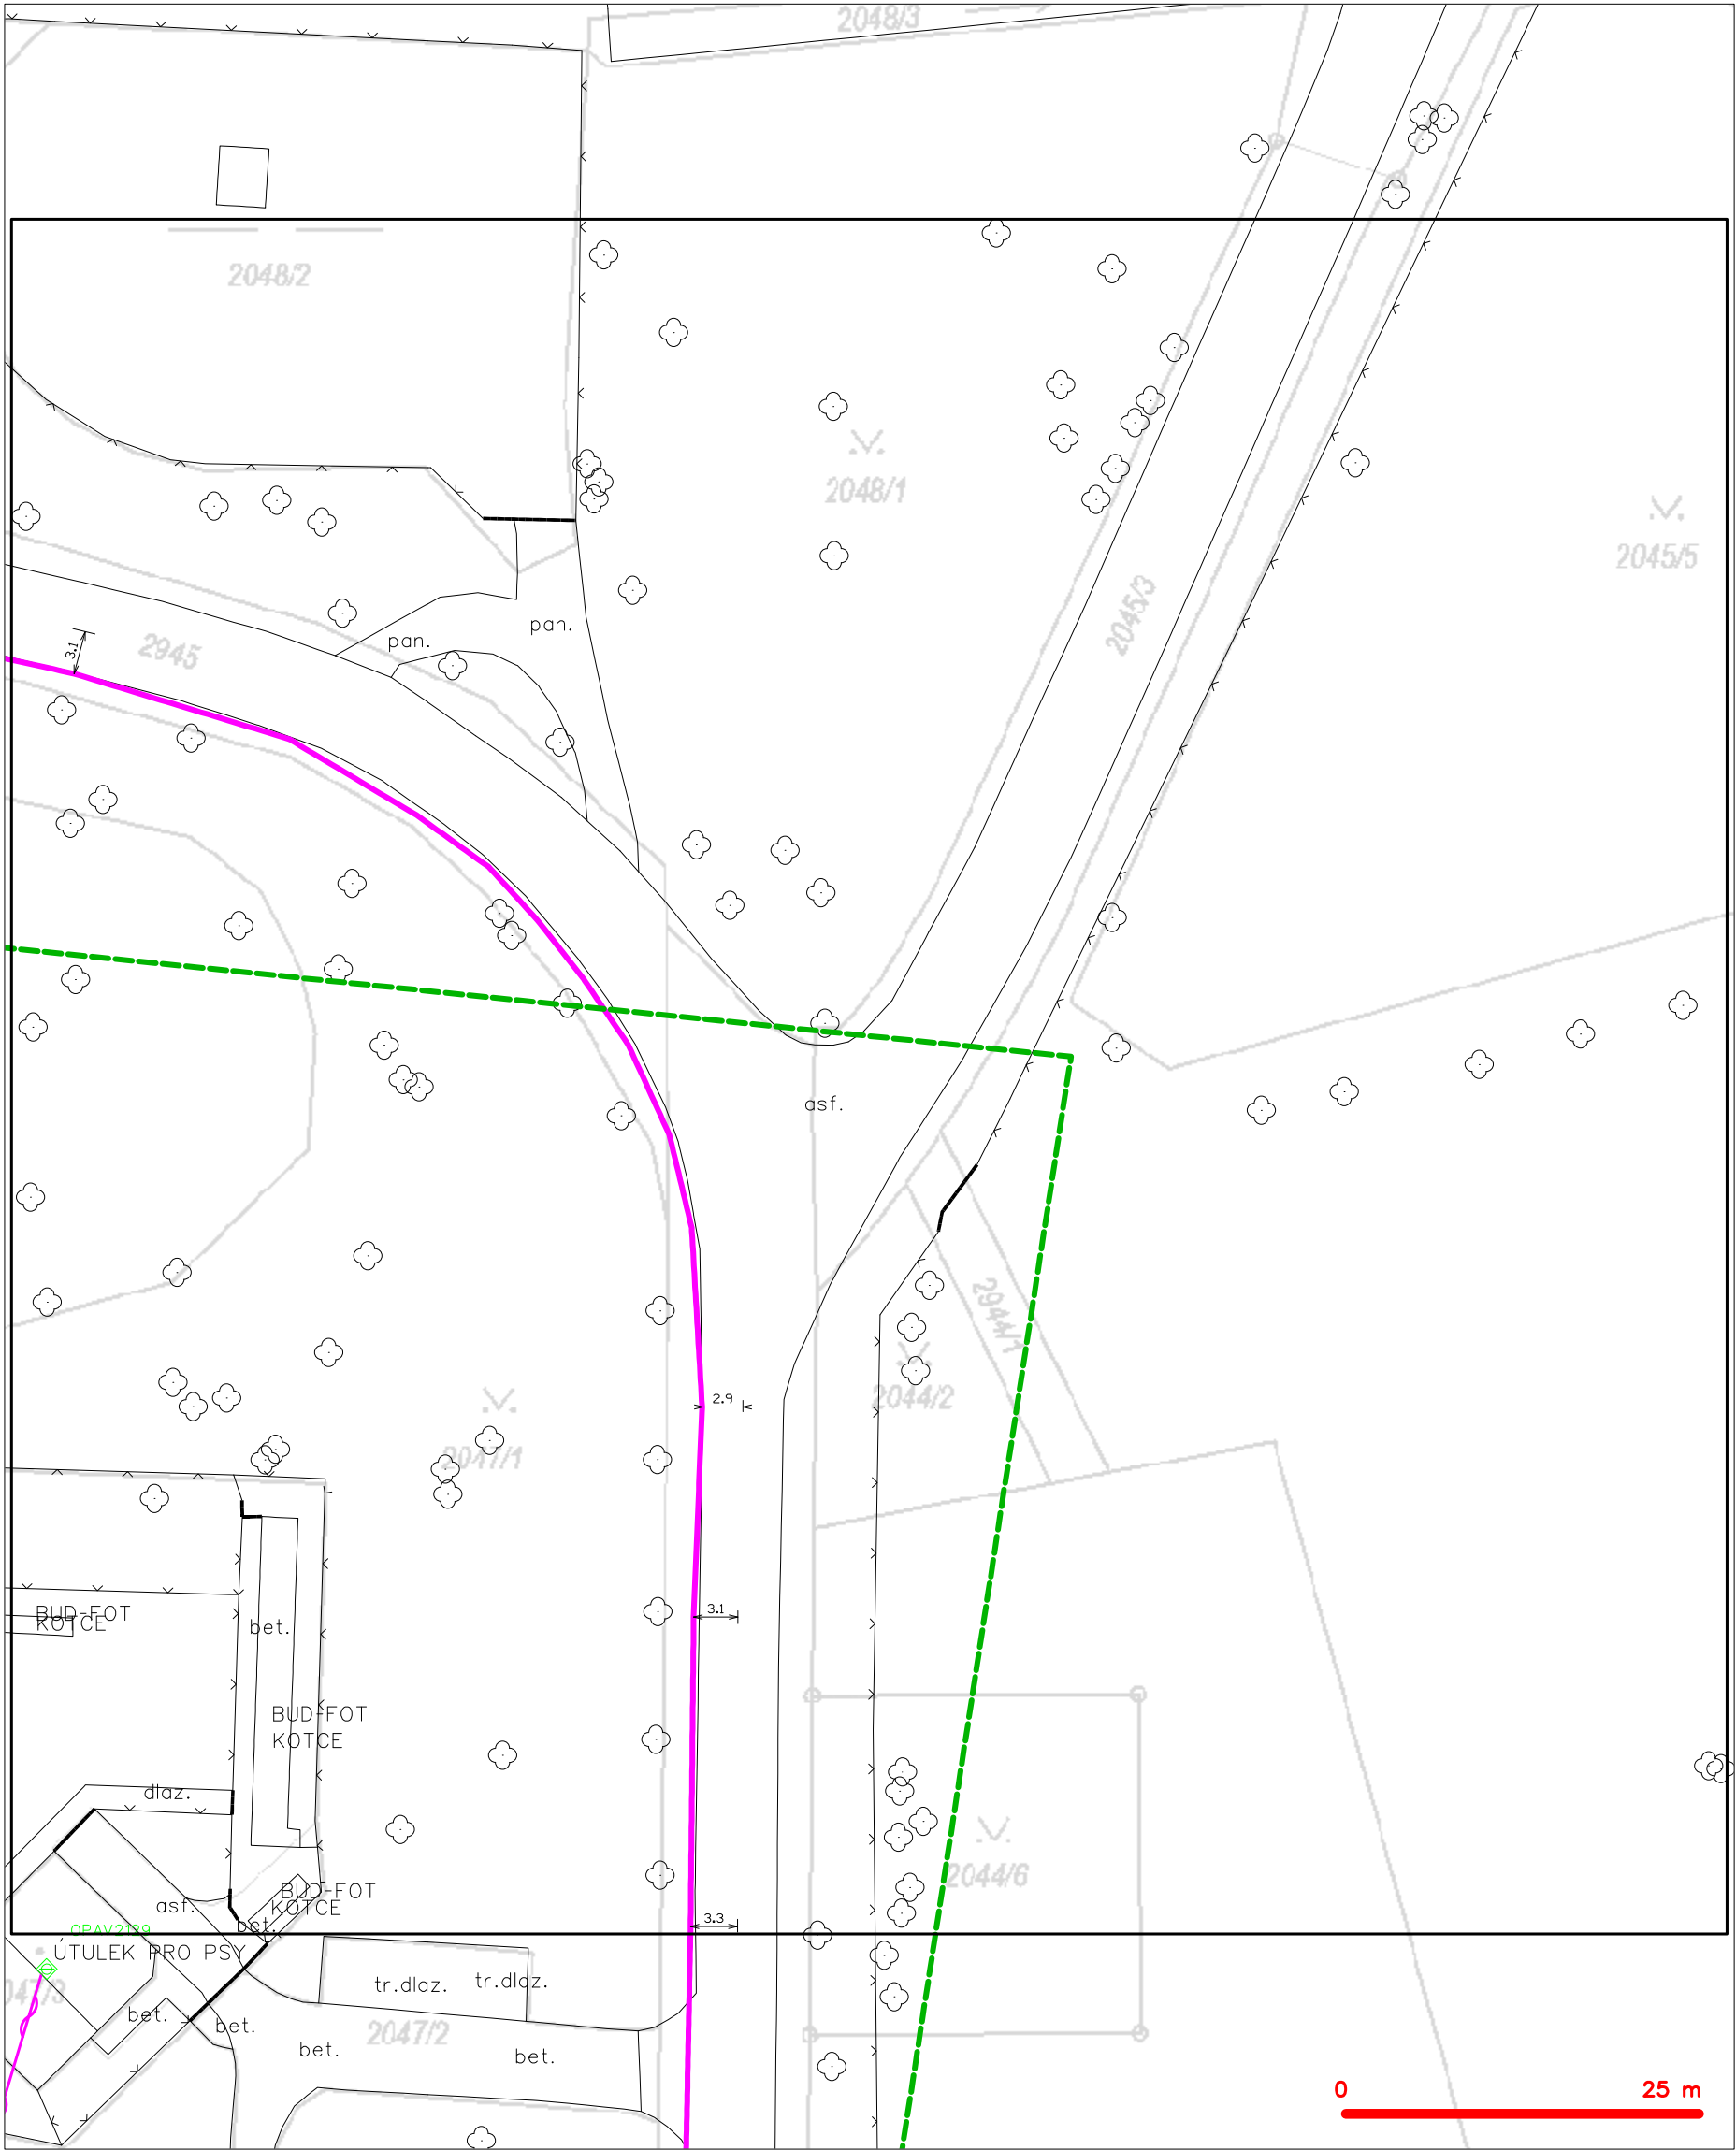 2048/3
2048/2
2048/1
2045/5
2045/3
pan.
pan.
2945
3.1
asf.
2944/1
2044/2
2.9
2047/1
3.1
BUD-FOT
KOTCE
bet.
BUD-FOT
KOTCE
dlaz.
2044/6
BUD-FOT
KOTCE
asf.
bet.
3.3
OPAV2129
ÚTULEK PRO PSY
047/3
tr.dlaz.
tr.dlaz.
bet.
bet.
2047/2
bet.
bet.
0
25 m